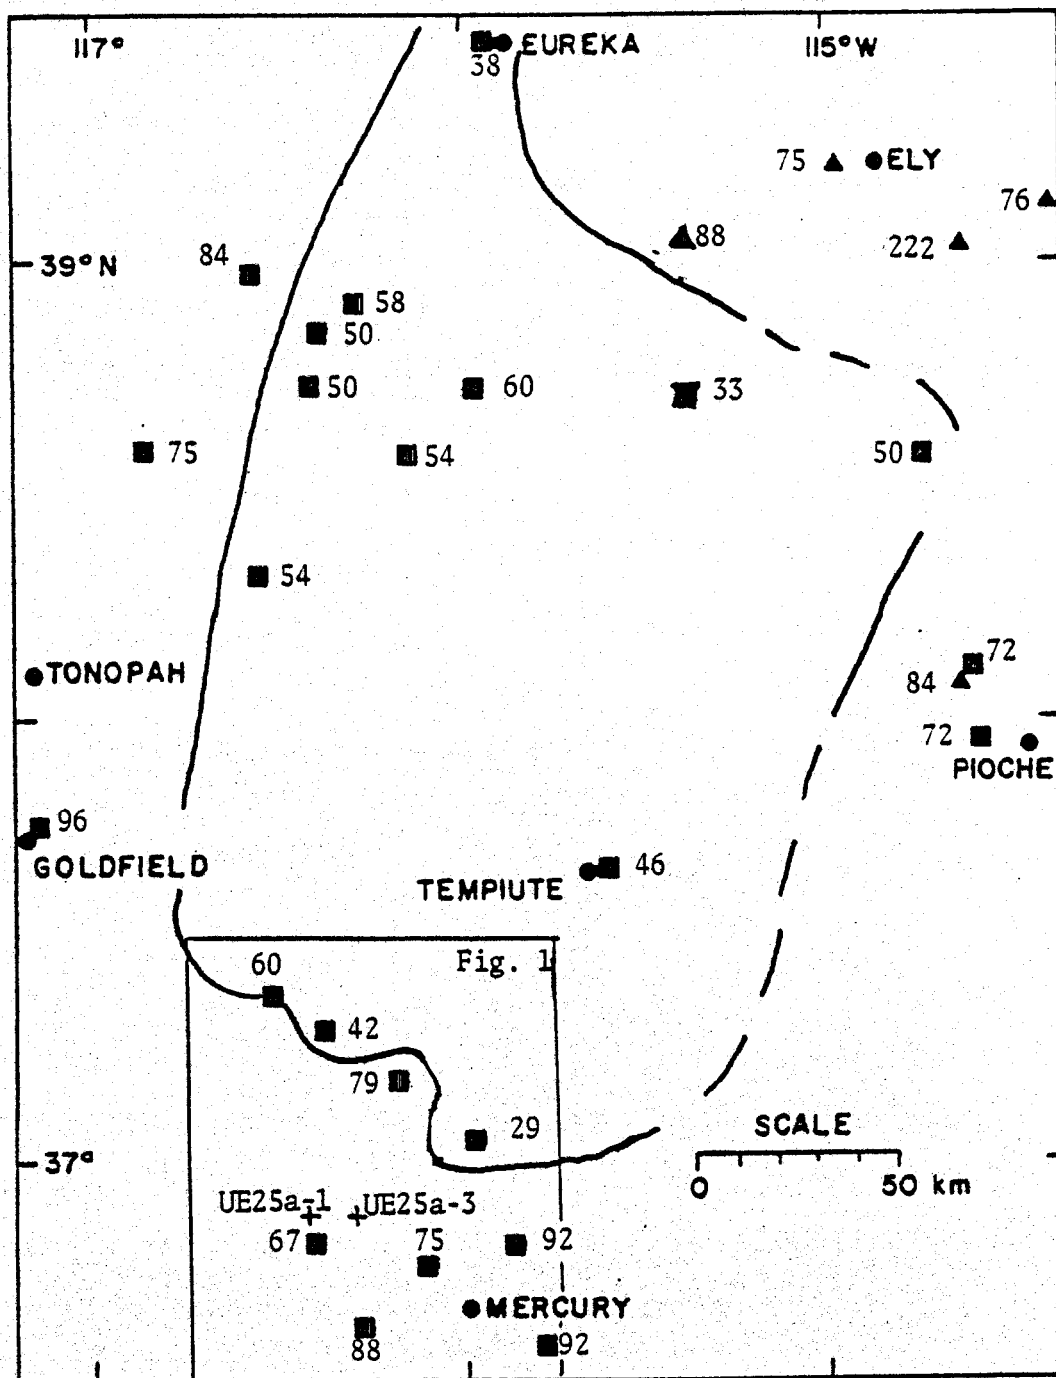 117° 115°W
38 EUREKA
75 ELY
76
88 222
39°N 84
58
50
50 60 33
75 54 50
54
TONOPAH 72
84
72
PIOCHE
96
GOLDFIELD
TEMPIUTE 46
60 Fig. 1
42
79
29 SCALE
37°
0 50 km
UE25a-1 UE25a-3
67 75 92
MERCURY
88 92